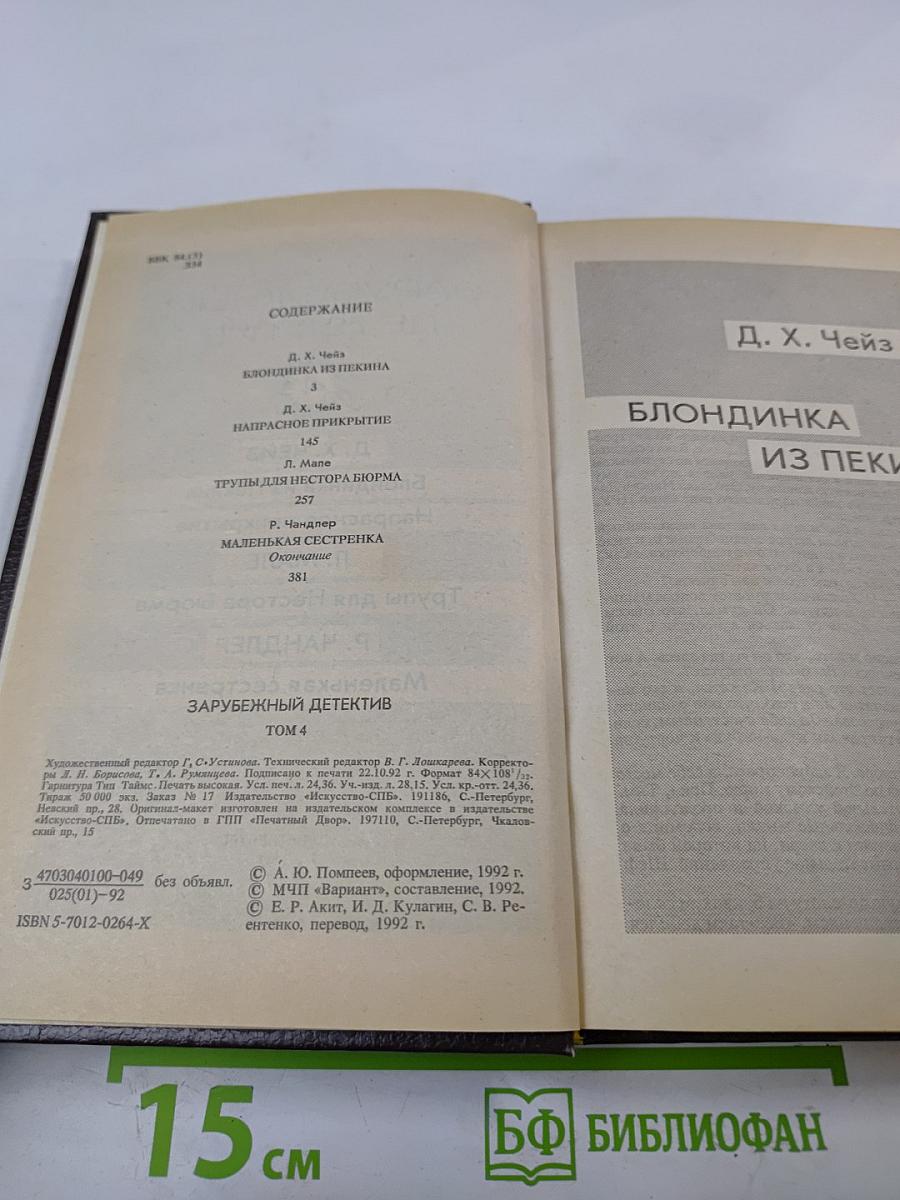 ББК 84.(3)
З34
СОДЕРЖАНИЕ
Д. Х. Чейз
БЛОНДИНКА ИЗ ПЕКИНА
3
Д. Х. Чейз
НАПРАСНОЕ ПРИКРЫТИЕ
145
Л. Мале
ТРУПЫ ДЛЯ НЕСТОРА БЮРМА
257
Р. Чандлер
МАЛЕНЬКАЯ СЕСТРЕНКА
Окончание
381
ЗАРУБЕЖНЫЙ ДЕТЕКТИВ
ТОМ 4
Художественный редактор Г. С. Устинова. Технический редактор В. Г. Лошкарева. Корректо-
ры Л. Н. Борисова, Т. А. Румянцева. Подписано к печати 22.10.92 г. Формат 84×108¹/₃₂.
Гарнитура Тип Таймс. Печать высокая. Усл. печ. л. 24,36. Уч.-изд. л. 28,15. Усл. кр.-отт. 24,36.
Тираж 50 000 экз. Заказ № 17 Издательство «Искусство-СПБ». 191186, С.-Петербург,
Невский пр., 28. Оригинал-макет изготовлен на издательском комплексе в издательстве
«Искусство-СПБ». Отпечатано в ГПП «Печатный Двор». 197110, С.-Петербург, Чкалов-
ский пр., 15
З 4703040100-049 без объявл.
025(01)-92
ISBN 5-7012-0264-X
© А. Ю. Помпеев, оформление, 1992 г.
© МЧП «Вариант», составление, 1992.
© Е. Р. Акит, И. Д. Кулагин, С. В. Ре-
ентенко, перевод, 1992 г.
Д. Х. Чейз
БЛОНДИНКА
ИЗ ПЕКИ
15 см
БФ БИБЛИОФАН